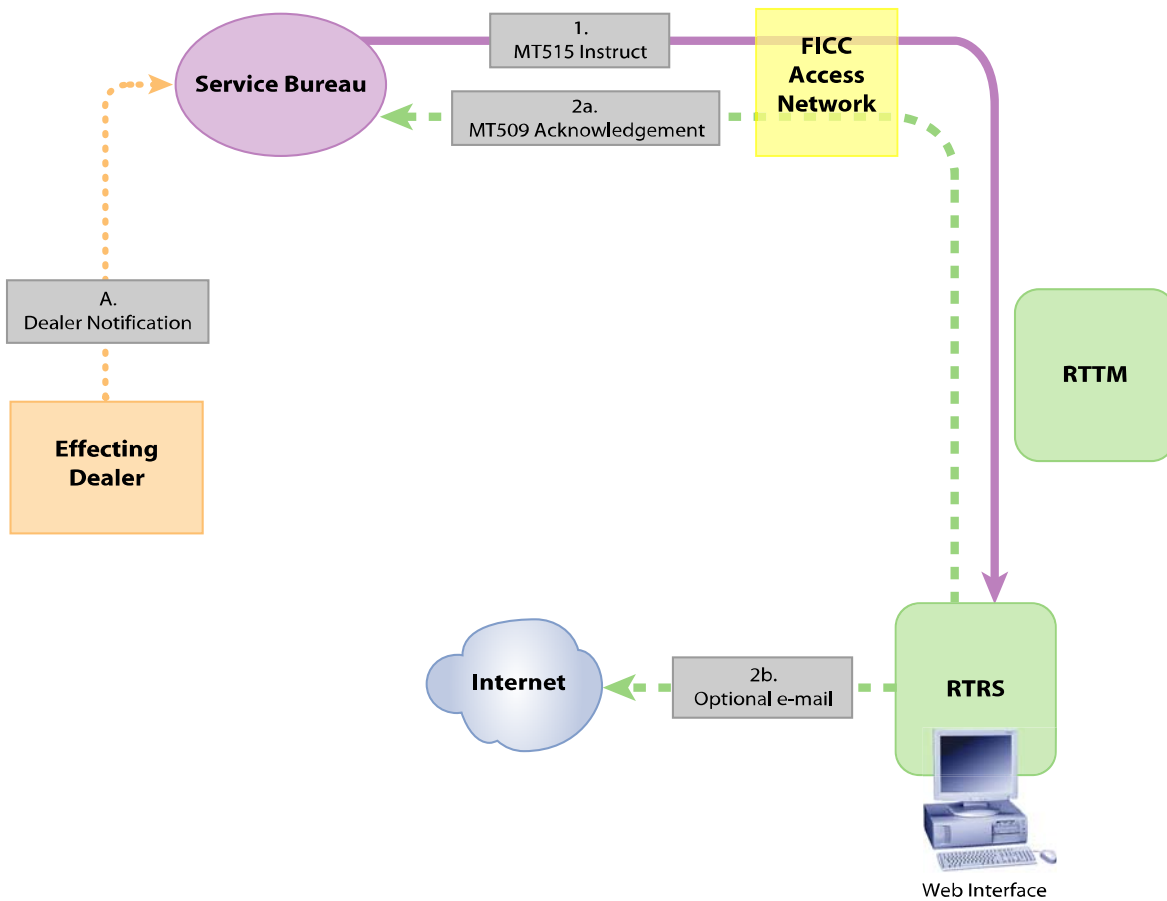 1.
MT515 Instruct
FICC
Access
Network
Service Bureau
2a.
MT509 Acknowledgement
A.
Dealer Notification
RTTM
Effecting
Dealer
Internet
2b.
Optional e-mail
RTRS
Web Interface